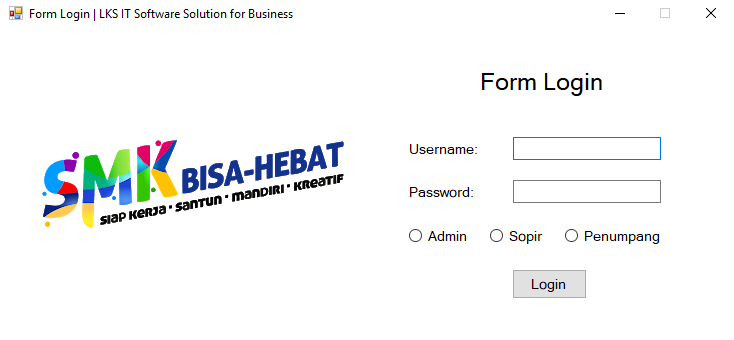 Form Login | LKS IT Software Solution for Business
Form Login
SMK BISA-HEBAT
SIAP KERJA • SANTUN • MANDIRI • KREATIF
Username:
Password:
Admin Sopir Penumpang
Login